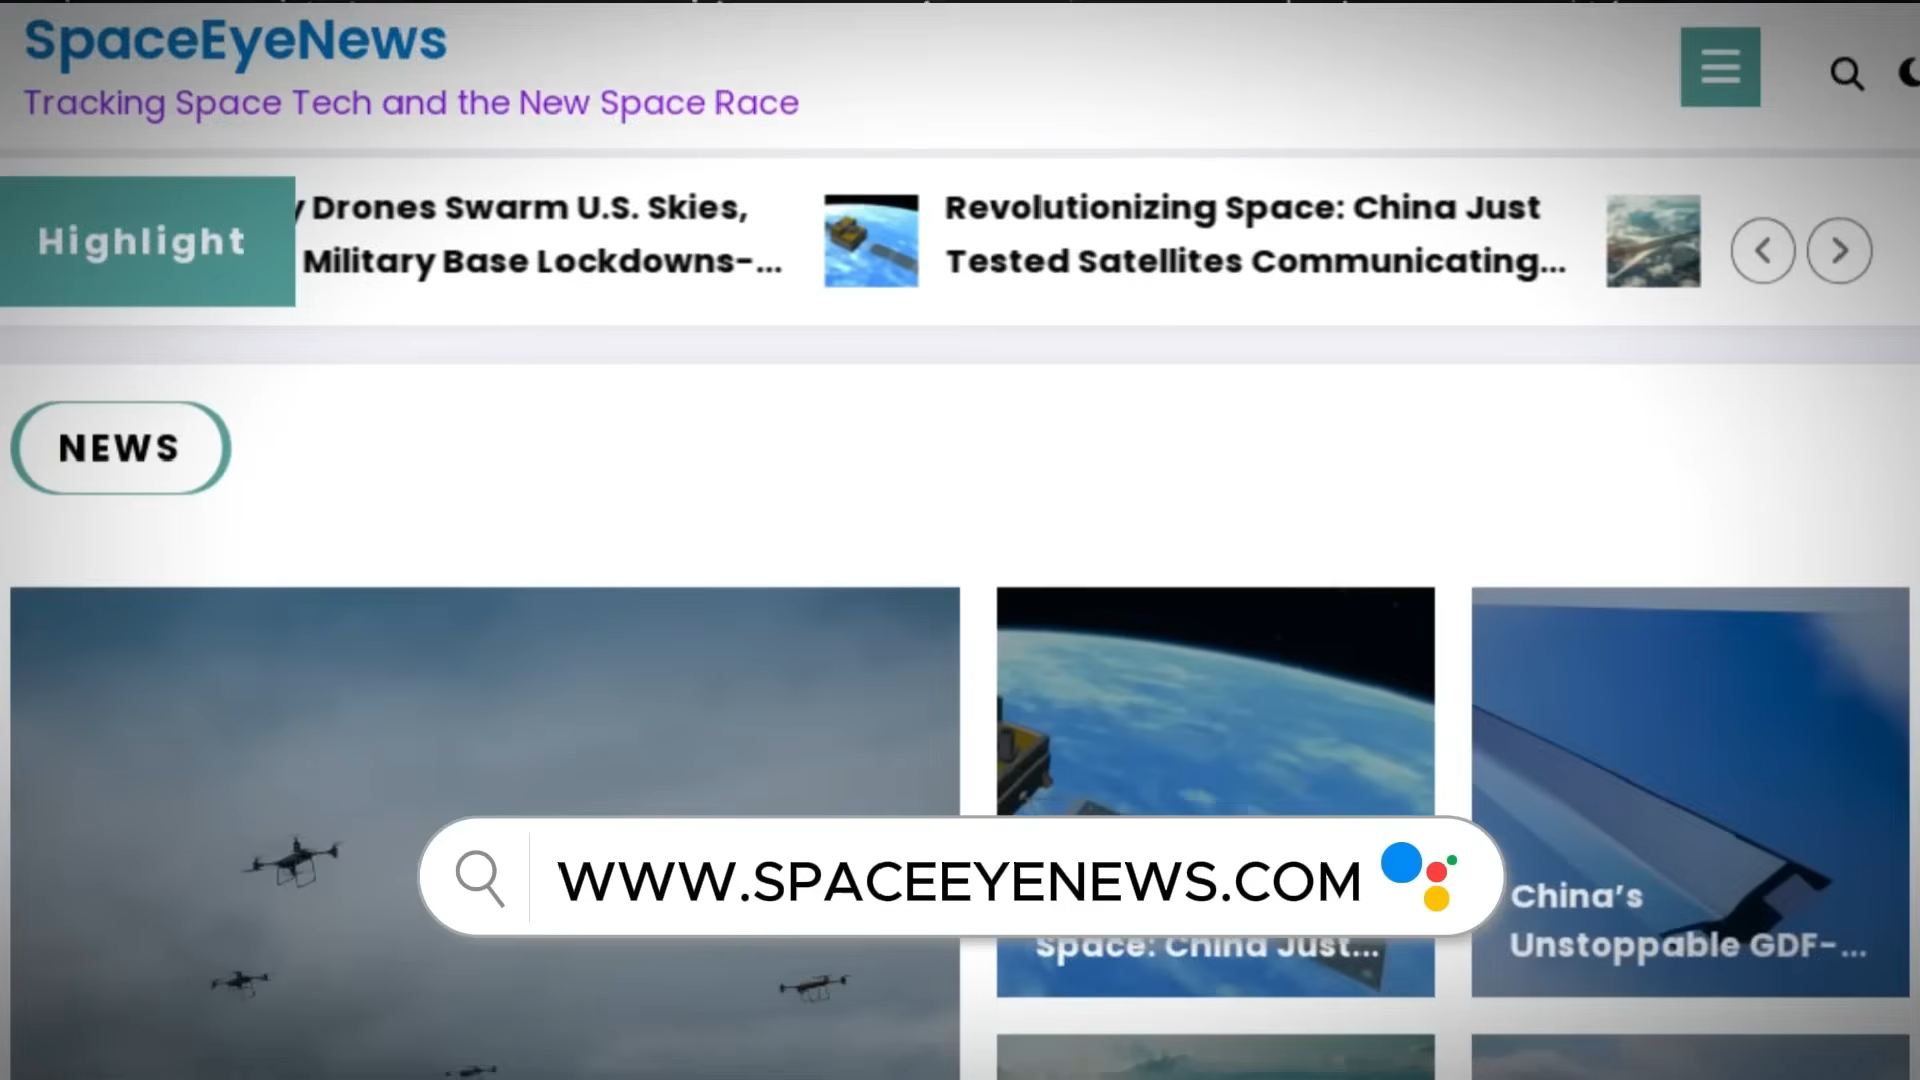 SpaceEyeNews
Tracking Space Tech and the New Space Race
Highlight
Drones Swarm U.S. Skies,
Military Base Lockdowns-...
Revolutionizing Space: China Just
Tested Satellites Communicating...
NEWS
WWW.SPACEEYENEWS.COM
Space: China Just...
China’s
Unstoppable GDF-...